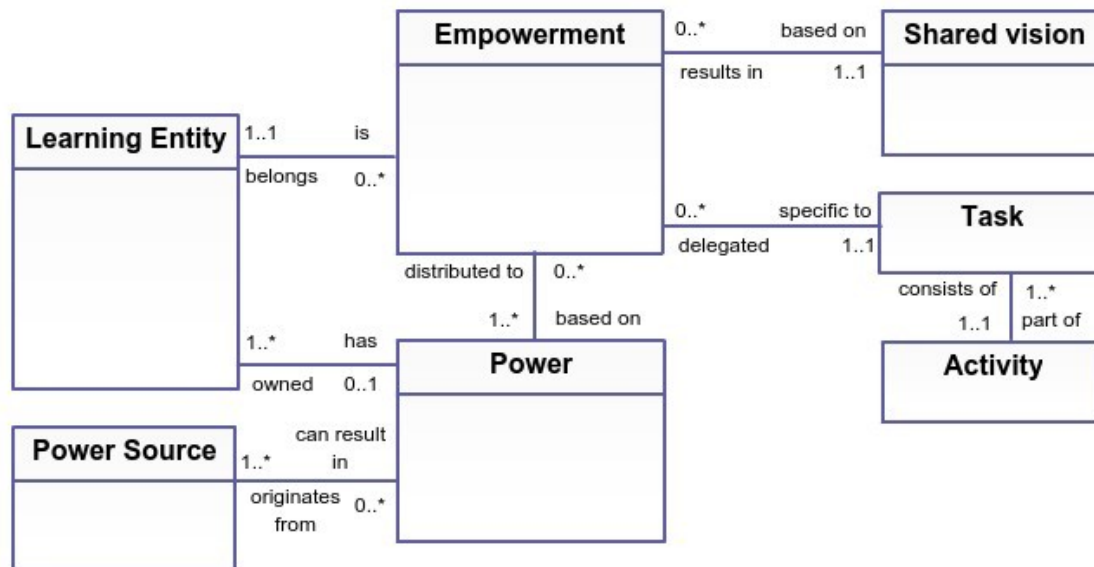 Empowerment
0..*
based on
results in
1..1
Shared vision
Learning Entity
1..1
is
belongs
0..*
0..*
specific to
delegated
1..1
Task
distributed to
0..*
1..*
based on
consists of
1..*
1..1
part of
Activity
1..*
has
owned
0..1
Power
Power Source
can result
in
1..*
originates
from
0..*